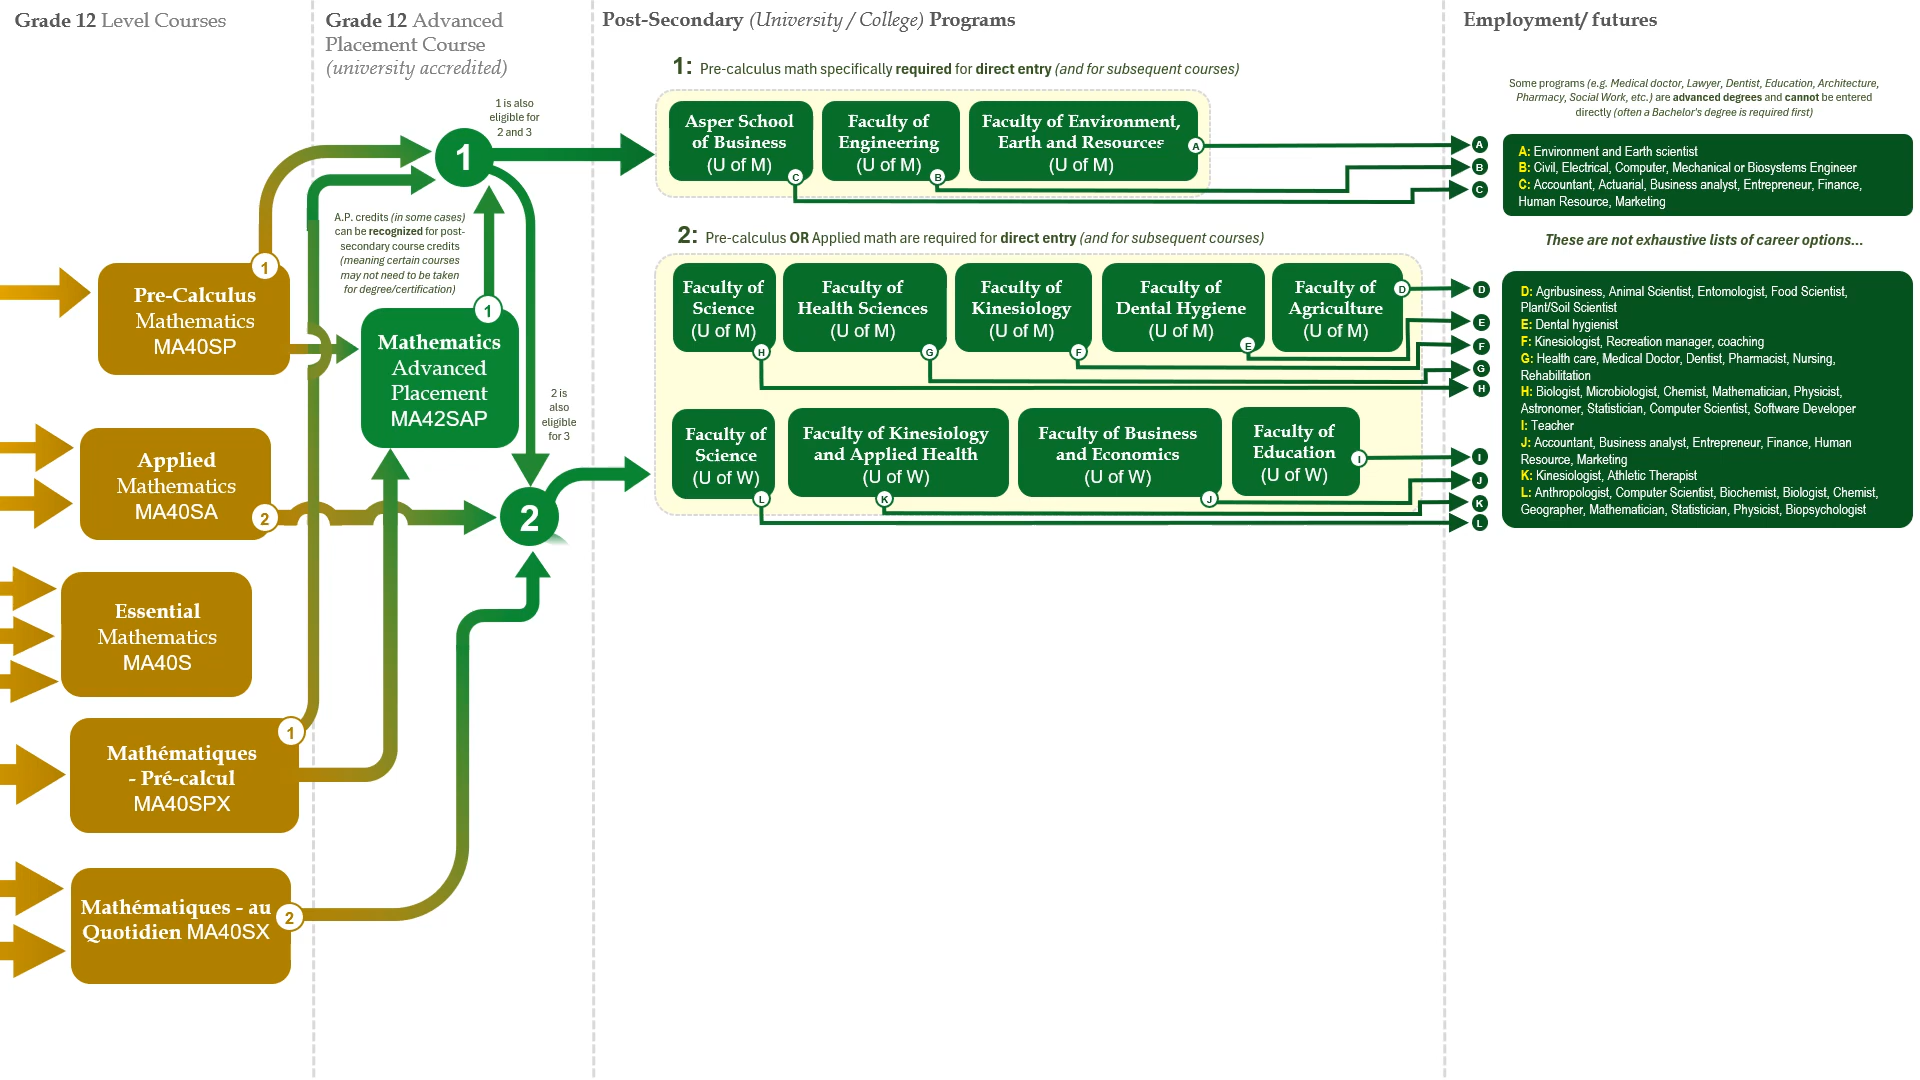 Grade 12 Level Courses
Grade 12 Advanced
Placement Course
(university accredited)
Post-Secondary (University / College) Programs
Employment/ futures
1 is also
eligible for
2 and 3
1
A.P. credits (in some cases)
can be recognized for post-
secondary course credits
(meaning certain courses
may not need to be taken
for degree/certification)
1
Pre-Calculus
Mathematics
MA40SP
1
Mathematics
Advanced
Placement
MA42SAP
2 is
also
eligible
for 3
Applied
Mathematics
MA40SA
2
2
Essential
Mathematics
MA40S
1
Mathématiques
- Pré-calcul
MA40SPX
Mathématiques - au
Quotidien MA40SX
2
1: Pre-calculus math specifically required for direct entry (and for subsequent courses)
Asper School
of Business
(U of M)
C
Faculty of
Engineering
(U of M)
B
Faculty of Environment,
Earth and Resources
(U of M)
A
2: Pre-calculus OR Applied math are required for direct entry (and for subsequent courses)
Faculty of
Science
(U of M)
H
Faculty of
Health Sciences
(U of M)
G
Faculty of
Kinesiology
(U of M)
F
Faculty of
Dental Hygiene
(U of M)
E
Faculty of
Agriculture
(U of M)
D
Faculty of
Science
(U of W)
L
Faculty of Kinesiology
and Applied Health
(U of W)
K
Faculty of Business
and Economics
(U of W)
J
Faculty of
Education
(U of W)
I
Some programs (e.g. Medical doctor, Lawyer, Dentist, Education, Architecture,
Pharmacy, Social Work, etc.) are advanced degrees and cannot be entered
directly (often a Bachelor's degree is required first)
A
B
C
A: Environment and Earth scientist
B: Civil, Electrical, Computer, Mechanical or Biosystems Engineer
C: Accountant, Actuarial, Business analyst, Entrepreneur, Finance,
Human Resource, Marketing
These are not exhaustive lists of career options...
D
E
F
G
H
I
J
K
L
D: Agribusiness, Animal Scientist, Entomologist, Food Scientist,
Plant/Soil Scientist
E: Dental hygienist
F: Kinesiologist, Recreation manager, coaching
G: Health care, Medical Doctor, Dentist, Pharmacist, Nursing,
Rehabilitation
H: Biologist, Microbiologist, Chemist, Mathematician, Physicist,
Astronomer, Statistician, Computer Scientist, Software Developer
I: Teacher
J: Accountant, Business analyst, Entrepreneur, Finance, Human
Resource, Marketing
K: Kinesiologist, Athletic Therapist
L: Anthropologist, Computer Scientist, Biochemist, Biologist, Chemist,
Geographer, Mathematician, Statistician, Physicist, Biopsychologist